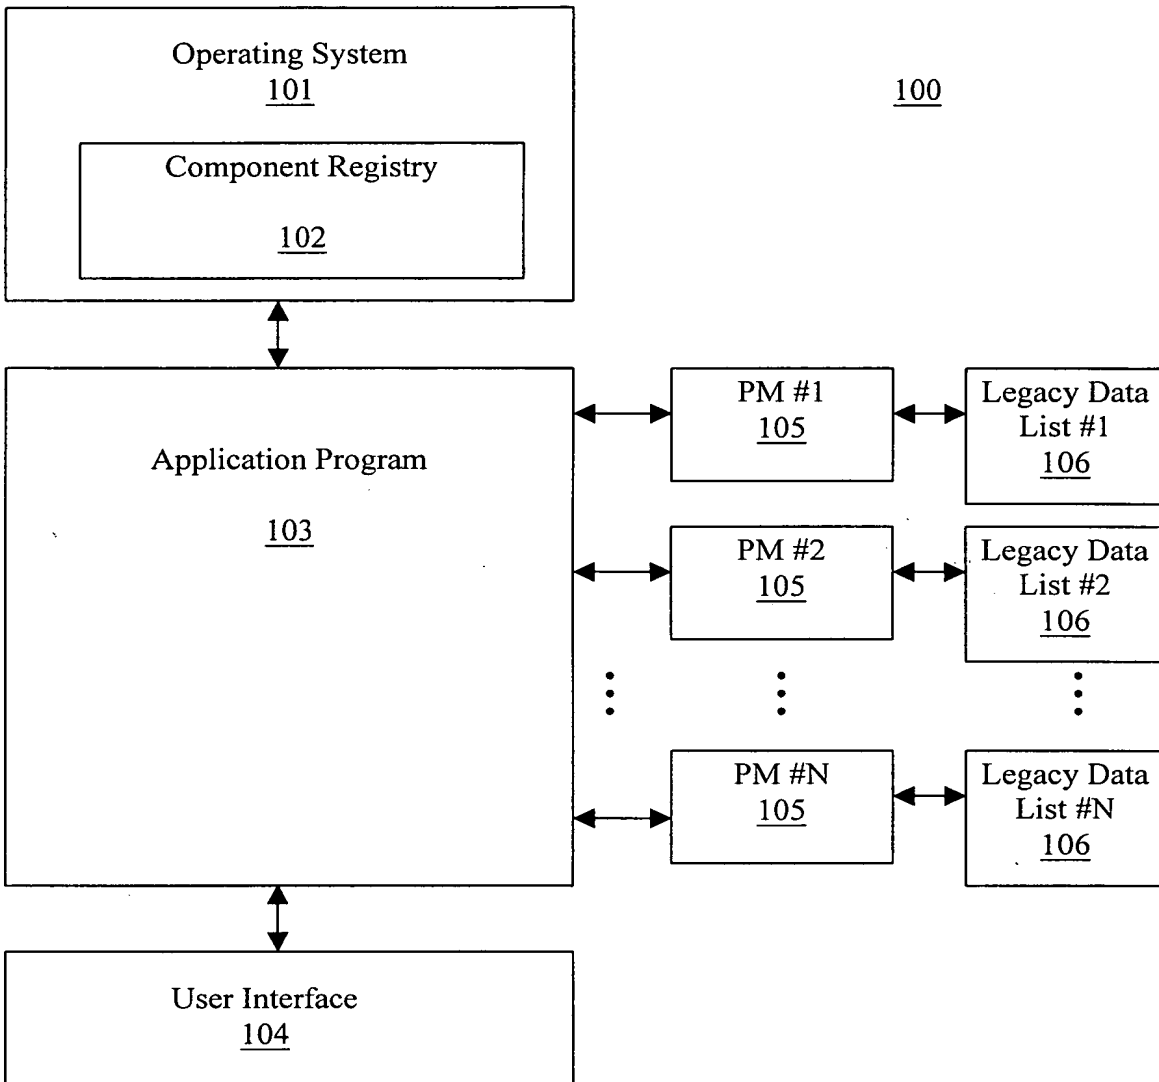 Operating System
101
100
Component Registry
102
Application Program
103
PM #1
105
Legacy Data
List #1
106
PM #2
105
Legacy Data
List #2
106
PM #N
105
Legacy Data
List #N
106
User Interface
104